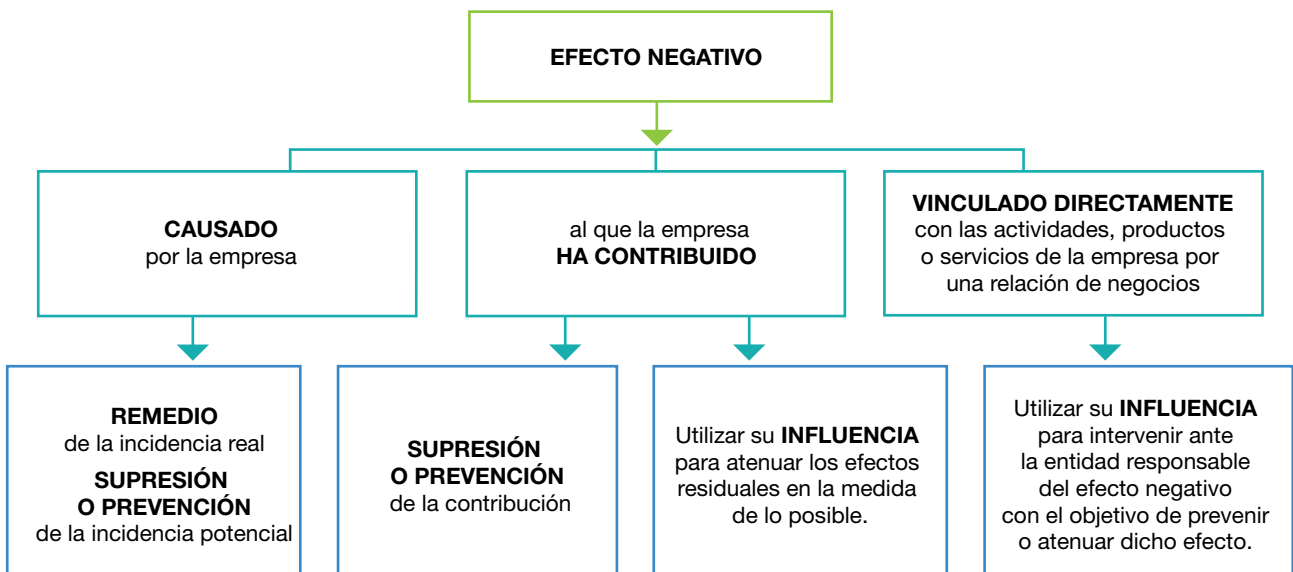 EFECTO NEGATIVO
CAUSADO
por la empresa
al que la empresa
HA CONTRIBUIDO
VINCULADO DIRECTAMENTE
con las actividades, productos
o servicios de la empresa por
una relación de negocios
REMEDIO
de la incidencia real
SUPRESIÓN
O PREVENCIÓN
de la incidencia potencial
SUPRESIÓN
O PREVENCIÓN
de la contribución
Utilizar su INFLUENCIA
para atenuar los efectos
residuales en la medida
de lo posible.
Utilizar su INFLUENCIA
para intervenir ante
la entidad responsable
del efecto negativo
con el objetivo de prevenir
o atenuar dicho efecto.